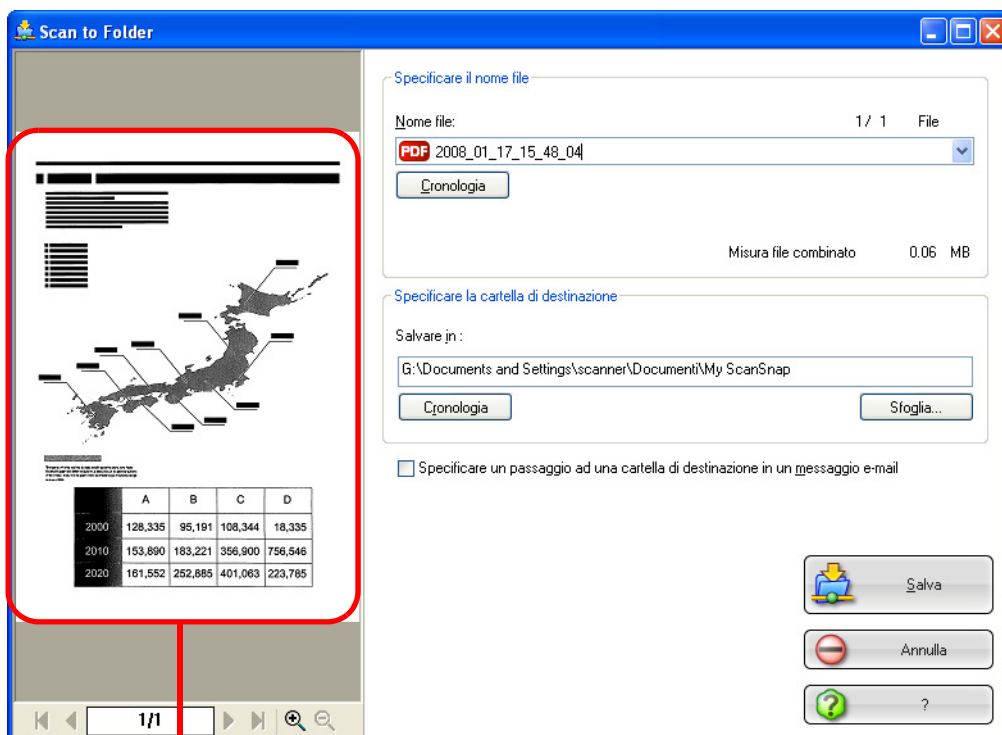 Scan to Folder
Specificare il nome file
Nome file:
1/ 1 File
PDF 2008_01_17_15_48_04
Cronologia
Misura file combinato 0.06 MB
Specificare la cartella di destinazione
Salvare in :
G:\Documents and Settings\scanner\Documenti\My ScanSnap
Cronologia
Sfoglia...
Specificare un passaggio ad una cartella di destinazione in un messaggio e-mail
A B C D
2000 128,335 95,191 108,344 18,335
2010 153,890 183,221 356,900 756,546
2020 161,552 252,885 401,063 223,785
Salva
Annulla
?
1/1